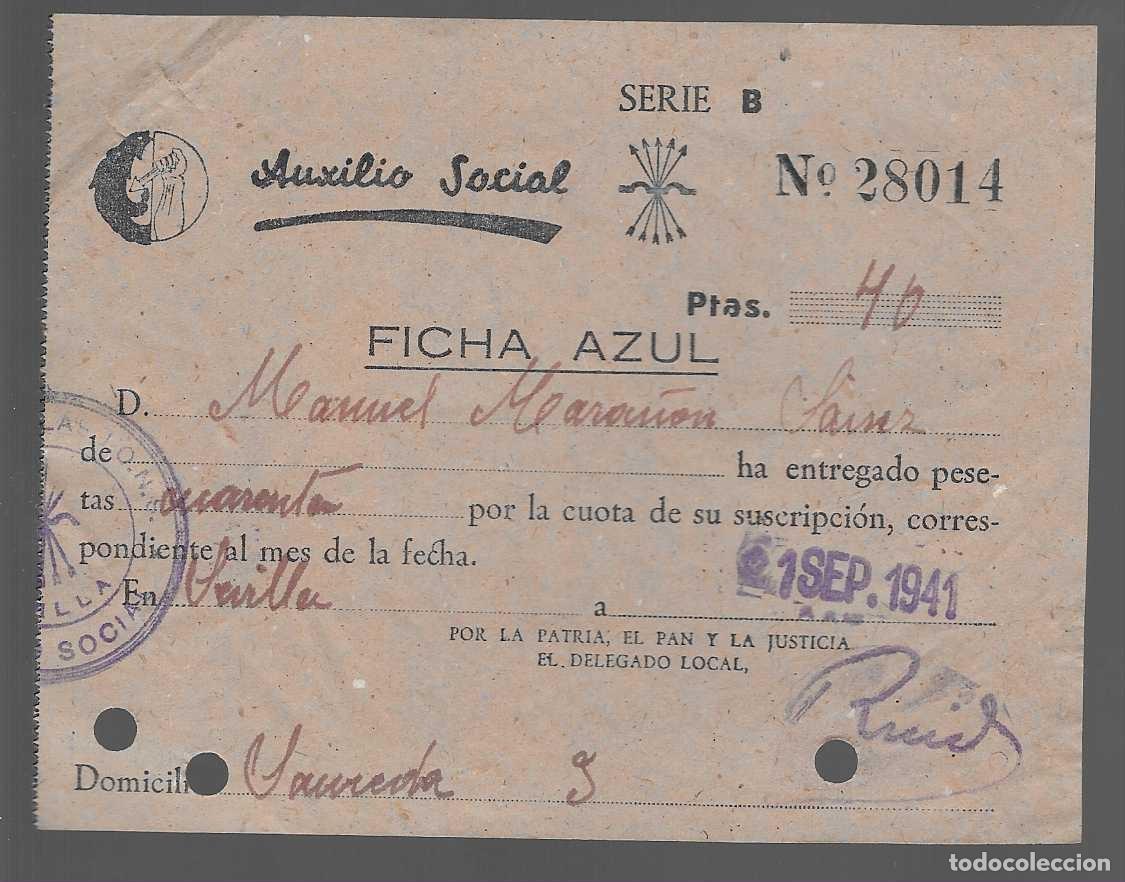 SERIE B
Auxilio Social
Nº 28014
Ptas. 40
FICHA AZUL
D. Manuel Marañón Sainz
de ha entregado pese-
tas cuarenta por la cuota de su suscripción, corres-
pondiente al mes de la fecha.
En Sevilla a 1 SEP. 1941
POR LA PATRIA, EL PAN Y LA JUSTICIA
EL DELEGADO LOCAL,
O.N.S.
SOCIA
Domicili 3
todocoleccion